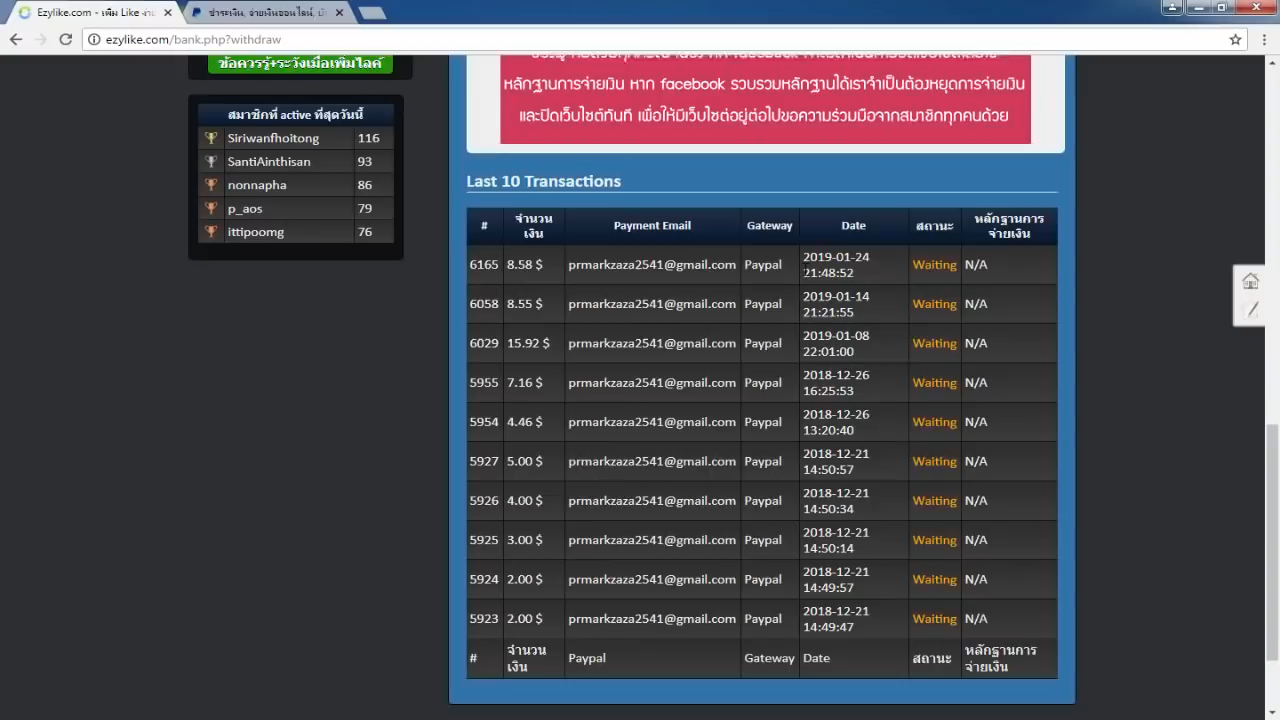 Ezylike.com - เพิ่ม Like -งา
ชำระเงิน, จ่ายเงินออนไลน์, บั
ezylike.com/bank.php?withdraw
ข้อควรรู้+ระวังเมื่อเพิ่มไลค์
หลักฐานการจ่ายเงิน หาก facebook รวบรวมหลักฐานได้เราจำเป็นต้องหยุดการจ่ายเงิน
และปิดเว็บไซต์ทันที เพื่อให้มีเว็บไซต์อยู่ต่อไปขอความร่วมมือจากสมาชิกทุกคนด้วย
สมาชิกที่ active ที่สุดวันนี้
Siriwanfhoitong 116
SantiAinthisan 93
nonnapha 86
p_aos 79
ittipoomg 76
Last 10 Transactions
# จำนวนเงิน Payment Email Gateway Date สถานะ หลักฐานการจ่ายเงิน
6165 8.58 $ prmarkzaza2541@gmail.com Paypal 2019-01-24 21:48:52 Waiting N/A
6058 8.55 $ prmarkzaza2541@gmail.com Paypal 2019-01-14 21:21:55 Waiting N/A
6029 15.92 $ prmarkzaza2541@gmail.com Paypal 2019-01-08 22:01:00 Waiting N/A
5955 7.16 $ prmarkzaza2541@gmail.com Paypal 2018-12-26 16:25:53 Waiting N/A
5954 4.46 $ prmarkzaza2541@gmail.com Paypal 2018-12-26 13:20:40 Waiting N/A
5927 5.00 $ prmarkzaza2541@gmail.com Paypal 2018-12-21 14:50:57 Waiting N/A
5926 4.00 $ prmarkzaza2541@gmail.com Paypal 2018-12-21 14:50:34 Waiting N/A
5925 3.00 $ prmarkzaza2541@gmail.com Paypal 2018-12-21 14:50:14 Waiting N/A
5924 2.00 $ prmarkzaza2541@gmail.com Paypal 2018-12-21 14:49:57 Waiting N/A
5923 2.00 $ prmarkzaza2541@gmail.com Paypal 2018-12-21 14:49:47 Waiting N/A
# จำนวนเงิน Paypal Gateway Date สถานะ หลักฐานการจ่ายเงิน